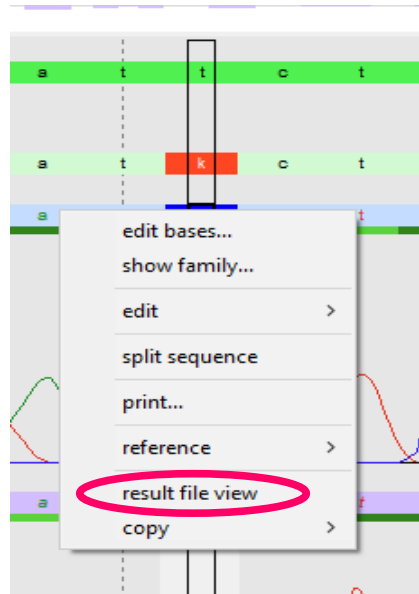 a t t c t
a t k c t
a t
edit bases...
show family...
edit >
split sequence
print...
reference >
result file view
a t
copy >